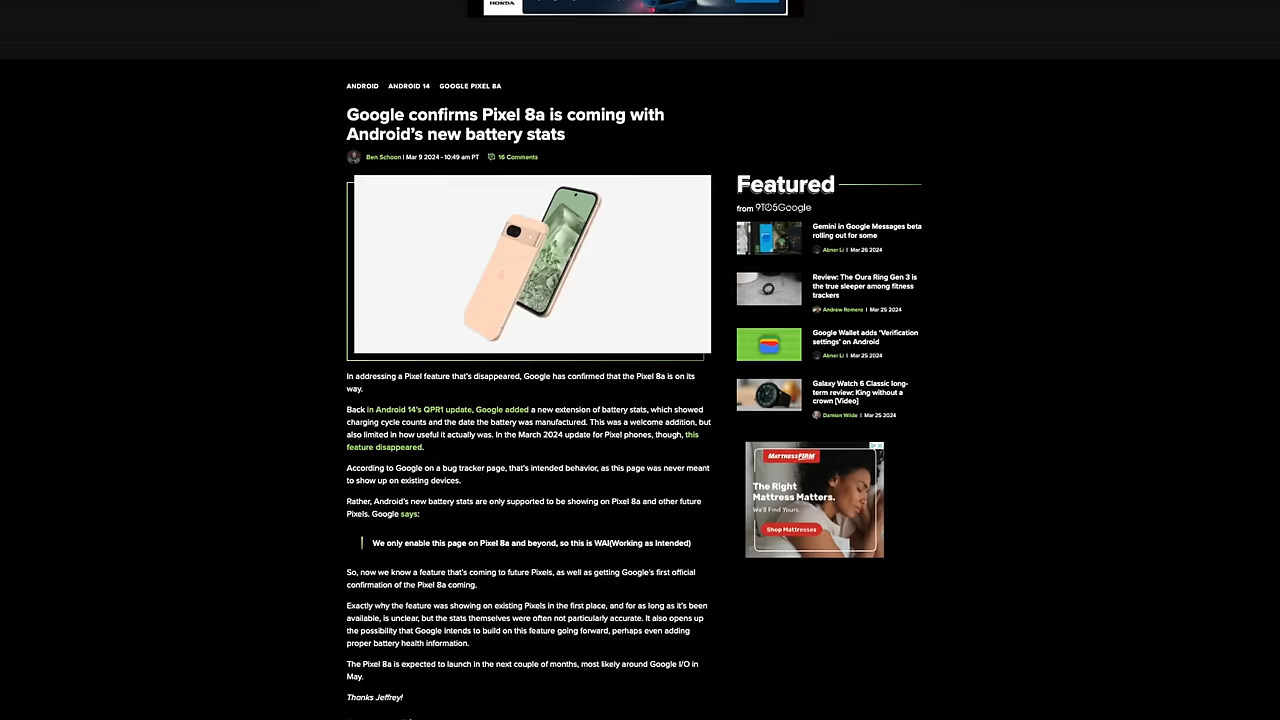 HONDA
ANDROID ANDROID 14 GOOGLE PIXEL 8A
Google confirms Pixel 8a is coming with
Android's new battery stats
Ben Schoon | Mar 9 2024 - 10:49 am PT 16 Comments
In addressing a Pixel feature that's disappeared, Google has confirmed that the Pixel 8a is on its
way.
Back in Android 14's QPR1 update, Google added a new extension of battery stats, which showed
charging cycle counts and the date the battery was manufactured. This was a welcome addition, but
also limited in how useful it actually was. In the March 2024 update for Pixel phones, though, this
feature disappeared.
According to Google on a bug tracker page, that's intended behavior, as this page was never meant
to show up on existing devices.
Rather, Android's new battery stats are only supported to be showing on Pixel 8a and other future
Pixels. Google says:
We only enable this page on Pixel 8a and beyond, so this is WAI(Working as Intended)
So, now we know a feature that's coming to future Pixels, as well as getting Google's first official
confirmation of the Pixel 8a coming.
Exactly why the feature was showing on existing Pixels in the first place, and for as long as it's been
available, is unclear, but the stats themselves were often not particularly accurate. It also opens up
the possibility that Google intends to build on this feature going forward, perhaps even adding
proper battery health information.
The Pixel 8a is expected to launch in the next couple of months, most likely around Google I/O in
May.
Thanks Jeffrey!
Featured
from 9TO5Google
Gemini in Google Messages beta
rolling out for some
Abner Li | Mar 26 2024
Review: The Oura Ring Gen 3 is
the true sleeper among fitness
trackers
Andrew Romero | Mar 25 2024
Google Wallet adds 'Verification
settings' on Android
Abner Li | Mar 25 2024
Galaxy Watch 6 Classic long-
term review: King without a
crown [Video]
Damien Wilde | Mar 25 2024
MATTRESS FIRM
The Right
Mattress Matters.
We'll Find Yours.
Shop Mattresses